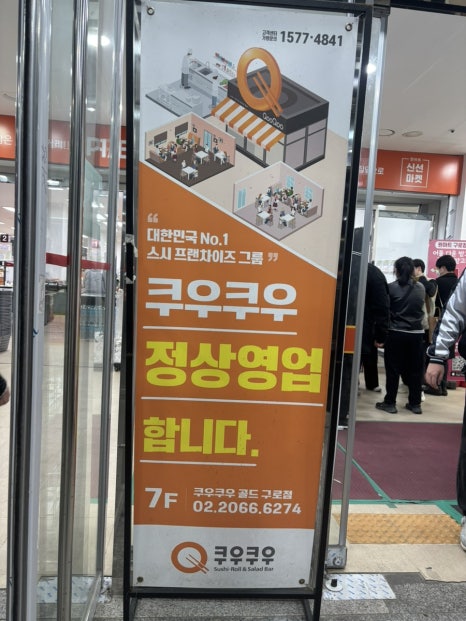 고객센터
가맹문의 1577·4841
QooQoo
“
대한민국 No.1
스시 프랜차이즈 그룹 ”
쿠우쿠우
정상영업
합니다.
7F
쿠우쿠우 골드 구로점
02.2066.6274
쿠우쿠우
Sushi·Roll & Salad Bar
신선
마켓